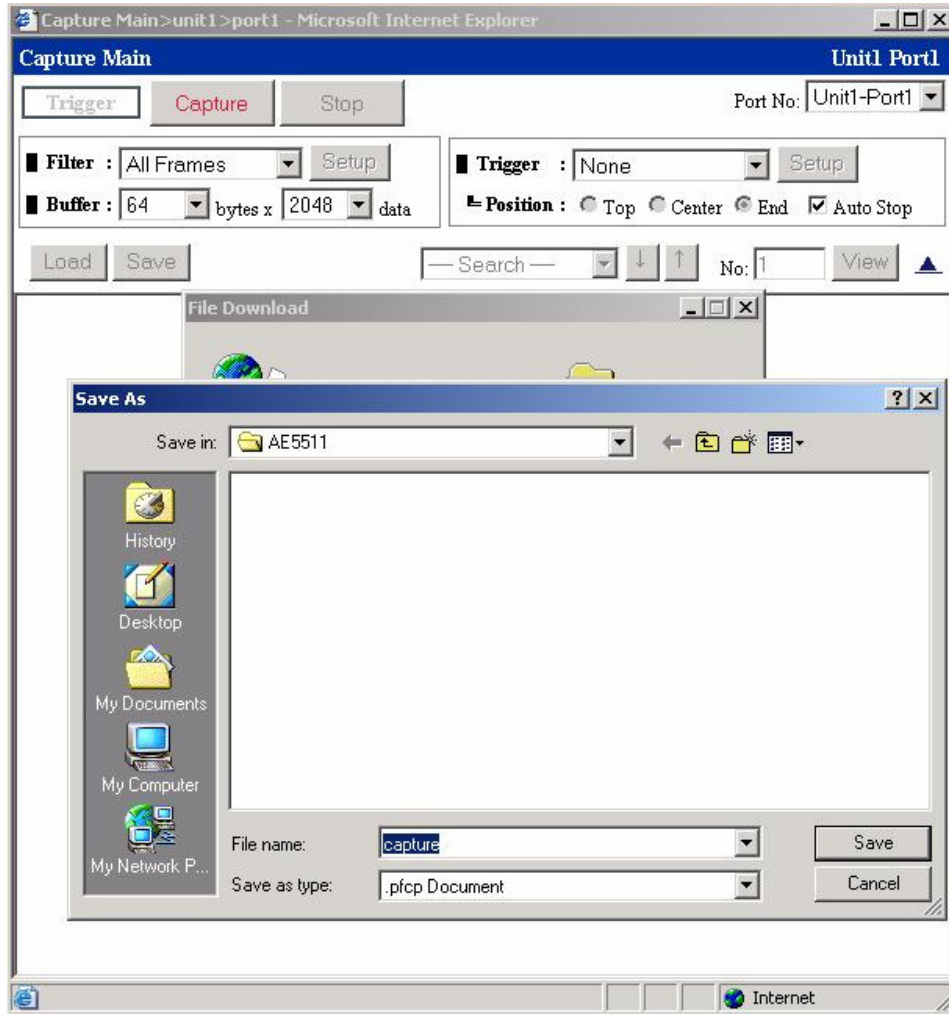 Capture Main>unit1>port1 - Microsoft Internet Explorer
Capture Main Unit1 Port1
Trigger Capture Stop Port No: Unit1-Port1
Filter : All Frames Setup Trigger : None Setup
Buffer : 64 bytes x 2048 data Position : Top Center End Auto Stop
Load Save — Search — ↓ ↑ No: 1 View
File Download
Save As
Save in: AE5511
History
Desktop
My Documents
My Computer
My Network P...
File name: capture Save
Save as type: .pfcp Document Cancel
Internet